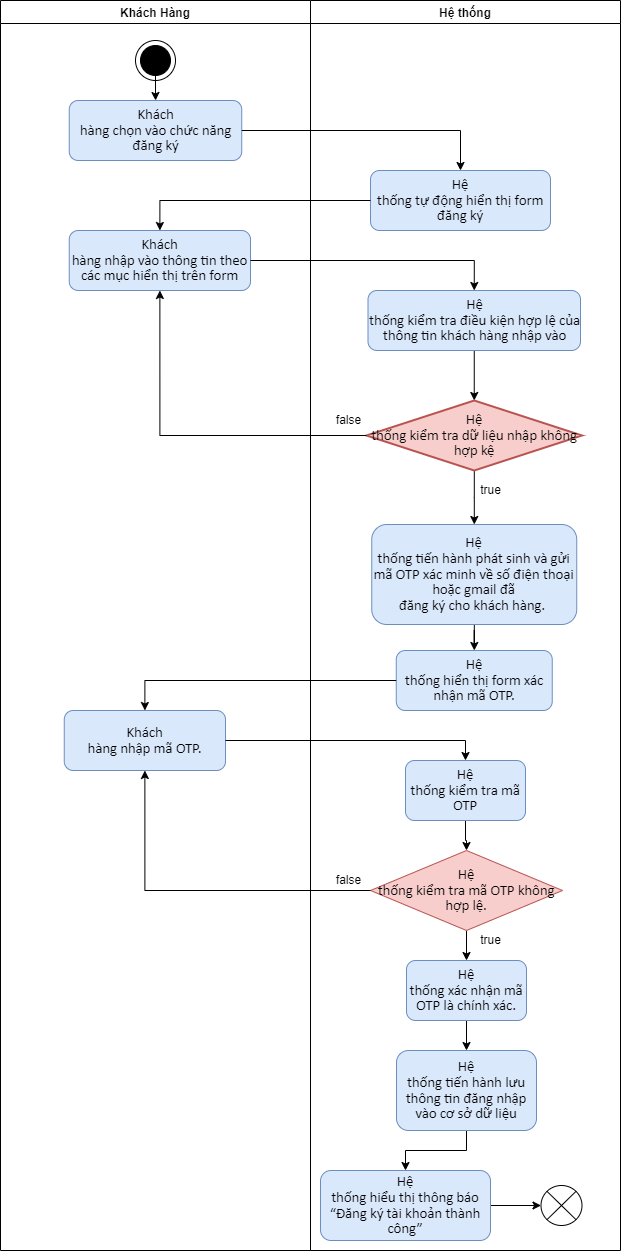 Khách Hàng
Hệ thống
Khách
hàng chọn vào chức năng
đăng ký
Hệ
thống tự động hiển thị form
đăng ký
Khách
hàng nhập vào thông tin theo
các mục hiển thị trên form
Hệ
thống kiểm tra điều kiện hợp lệ của
thông tin khách hàng nhập vào
false
Hệ
thống kiểm tra dữ liệu nhập không
hợp kệ
true
Hệ
thống tiến hành phát sinh và gửi
mã OTP xác minh về số điện thoại
hoặc gmail đã
đăng ký cho khách hàng.
Hệ
thống hiển thị form xác
nhận mã OTP.
Khách
hàng nhập mã OTP.
Hệ
thống kiểm tra mã
OTP
false
Hệ
thống kiểm tra mã OTP không
hợp lệ.
true
Hệ
thống xác nhận mã
OTP là chính xác.
Hệ
thống tiến hành lưu
thông tin đăng nhập
vào cơ sở dữ liệu
Hệ
thống hiểu thị thông báo
“Đăng ký tài khoản thành
công”